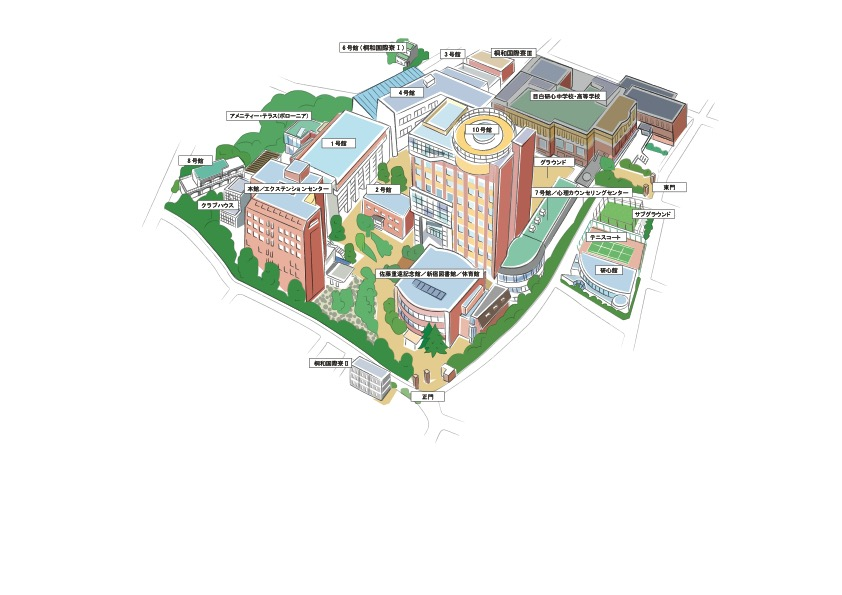 6号館(桐和国際寮Ⅰ)
3号館
桐和国際寮Ⅲ
4号館
目白研心中学校・高等学校
アメニティー・テラス(ポローニア)
1号館
10号館
8号館
グラウンド
本館／エクステンションセンター
2号館
7号館／心理カウンセリングセンター
東門
クラブハウス
サブグラウンド
テニスコート
佐藤重遠記念館／新宿図書館／体育館
研心館
桐和国際寮Ⅱ
正門